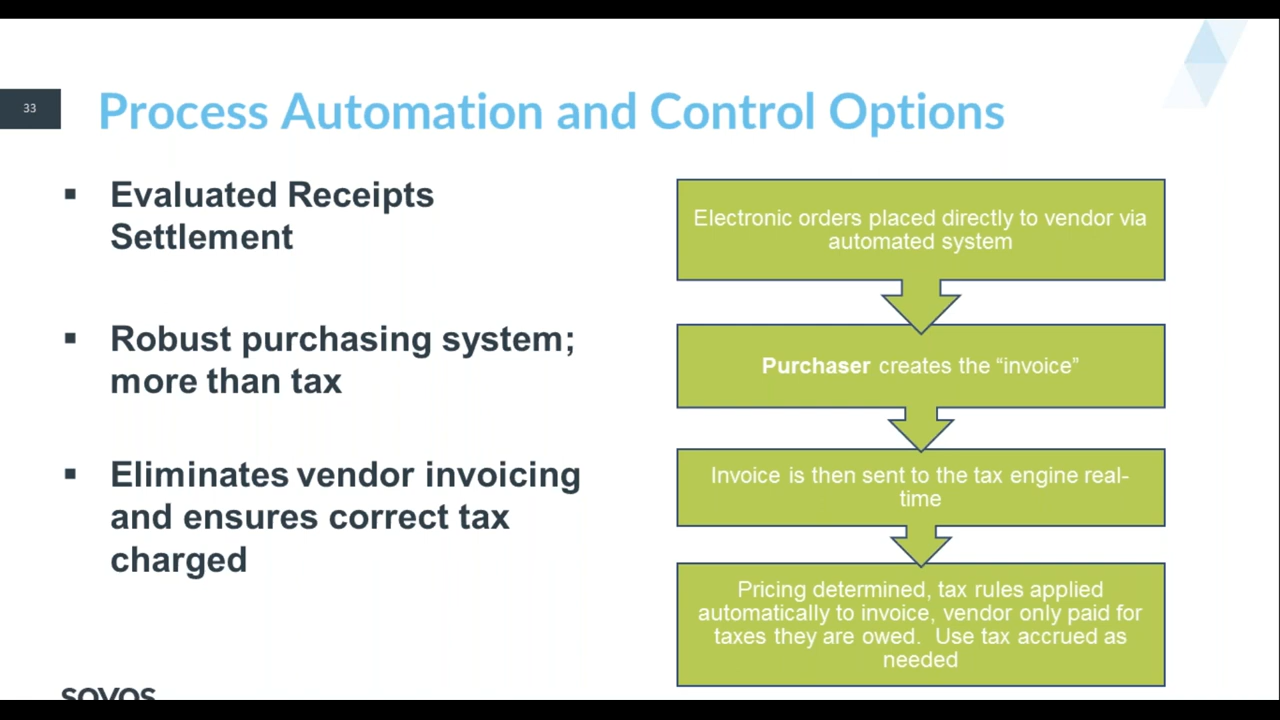 33
Process Automation and Control Options
Evaluated Receipts
Settlement
Robust purchasing system;
more than tax
Eliminates vendor invoicing
and ensures correct tax
charged
Electronic orders placed directly to vendor via
automated system
Purchaser creates the “invoice”
Invoice is then sent to the tax engine real-
time
Pricing determined, tax rules applied
automatically to invoice, vendor only paid for
taxes they are owed.  Use tax accrued as
needed
sovos